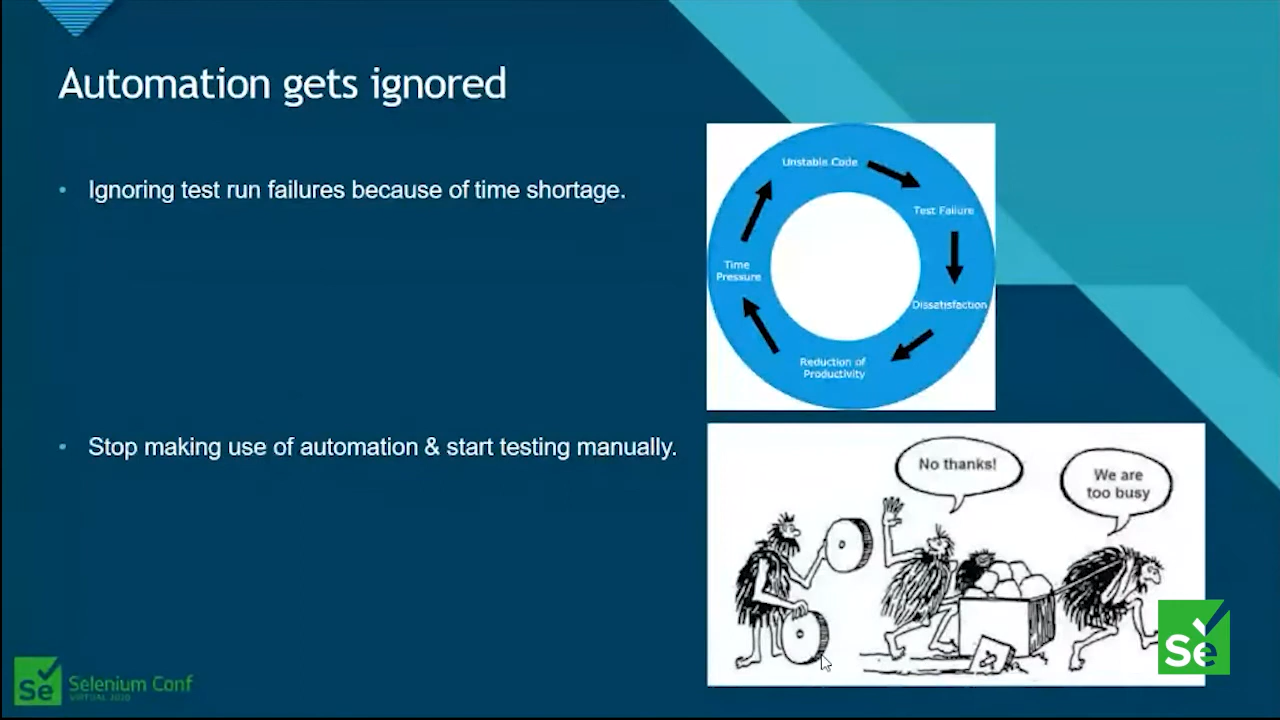 Automation gets ignored
• Ignoring test run failures because of time shortage.
Unstable Code
Test Failure
Dissatisfaction
Reduction of
Productivity
Time
Pressure
• Stop making use of automation & start testing manually.
No thanks!
We are
too busy
Se
Se
Selenium Conf
VIRTUAL 2020